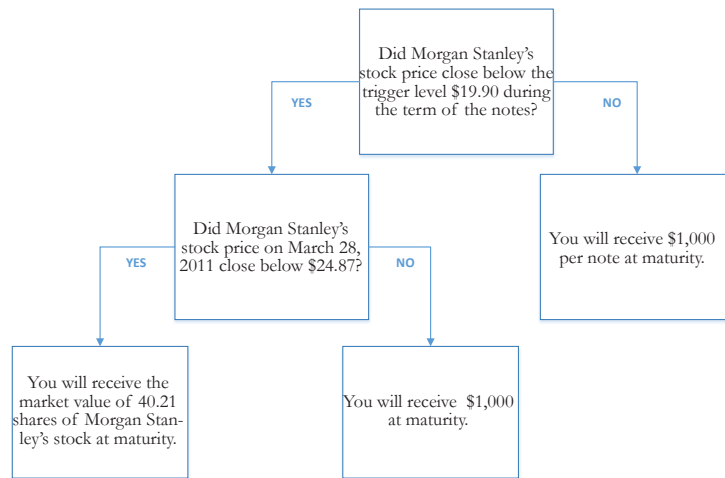 Did Morgan Stanley's
stock price close below the
trigger level $19.90 during
the term of the notes?
YES
NO
Did Morgan Stanley's
stock price on March 28,
2011 close below $24.87?
You will receive $1,000
per note at maturity.
YES
NO
You will receive the
market value of 40.21
shares of Morgan Stan-
ley's stock at maturity.
You will receive $1,000
at maturity.